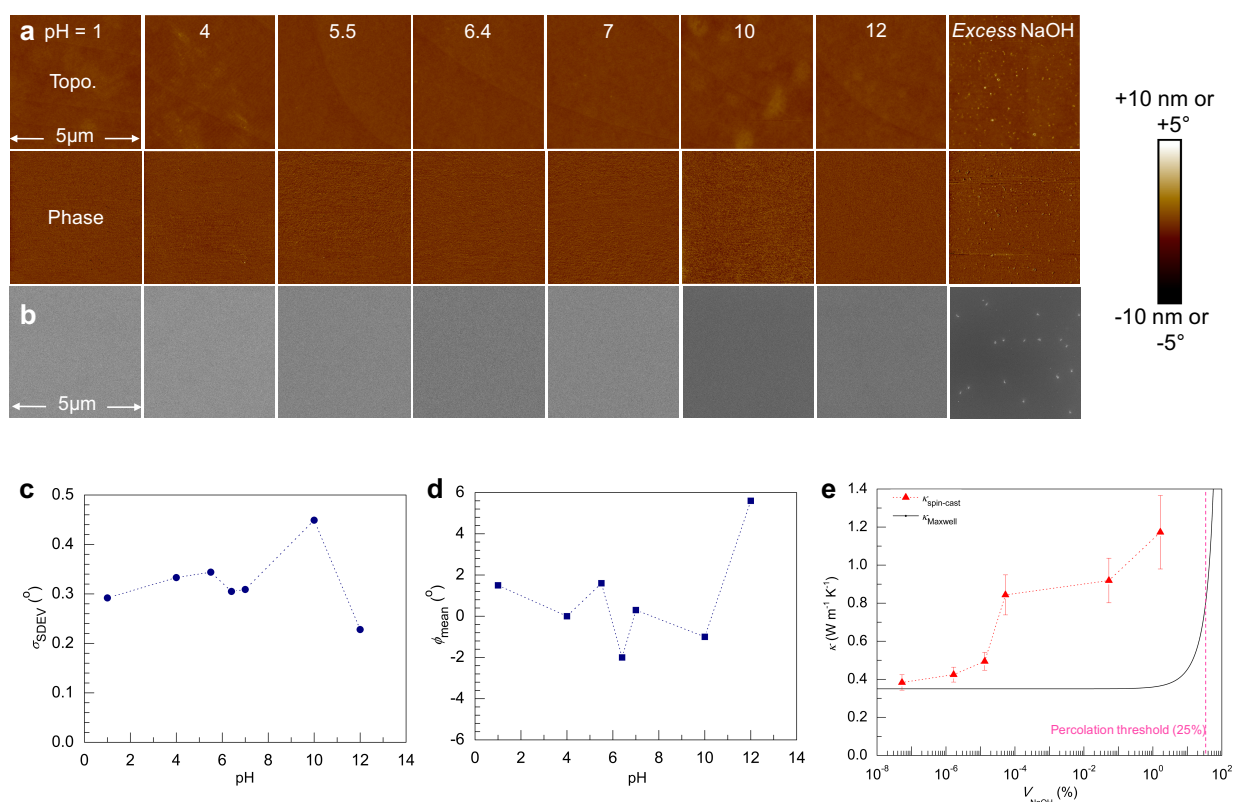 a pH = 1 4 5.5 6.4 7 10 12 Excess NaOH
Topo.
5μm
+10 nm or
+5°
Phase
b
-10 nm or
-5°
5μm
c
0.5
0.4
0.3
0.2
0.1
0.0
σSDEV (°)
0 2 4 6 8 10 12 14
pH
d
6
4
2
0
-2
-4
-6
ϕmean (°)
0 2 4 6 8 10 12 14
pH
e
1.4
1.2
1.0
0.8
0.6
0.4
0.2
0.0
κ (W m⁻¹ K⁻¹)
κspin-cast
κMaxwell
Percolation threshold (25%)
10⁻⁸ 10⁻⁶ 10⁻⁴ 10⁻² 10⁰ 10²
VNaOH (%)